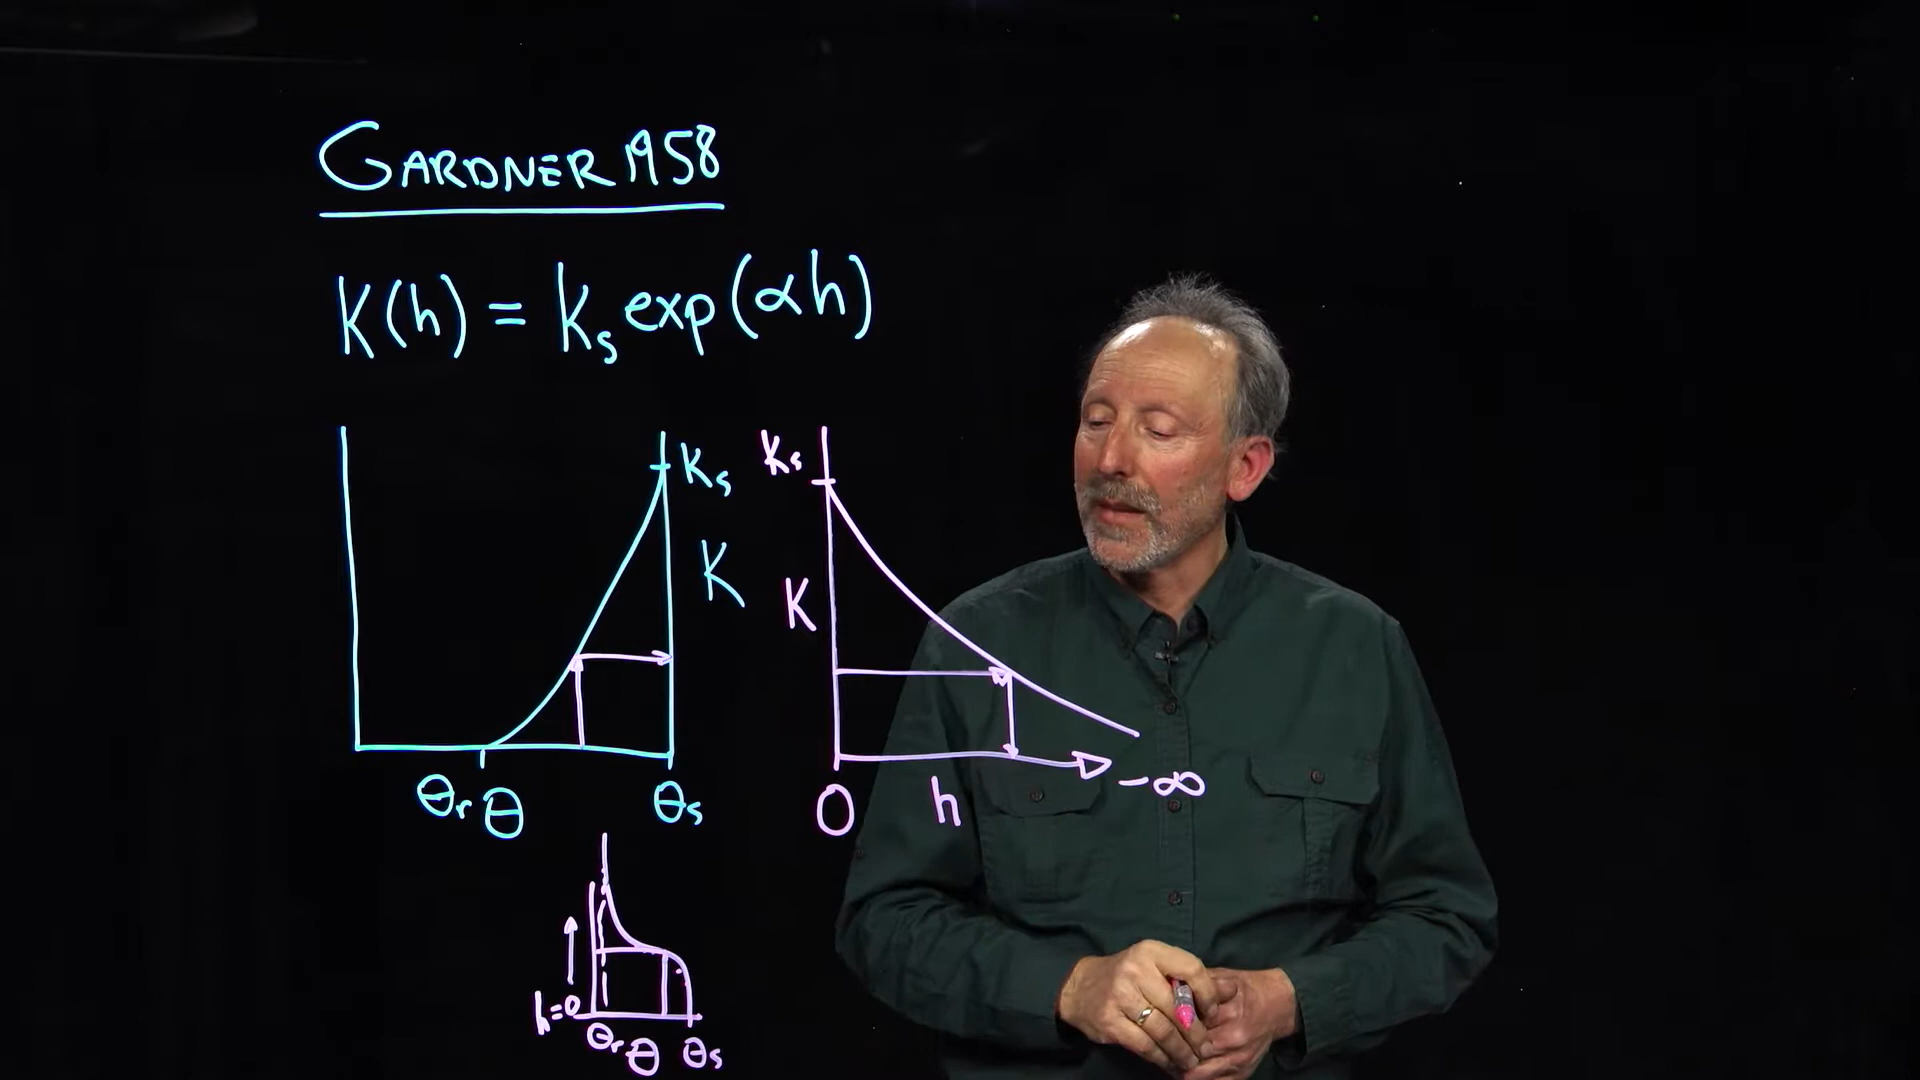 GARDNER 1958
K(h) = Ks exp(αh)
Ks
K
θr θ θs
Ks
K
0 h -∞
h=0
θr θ θs